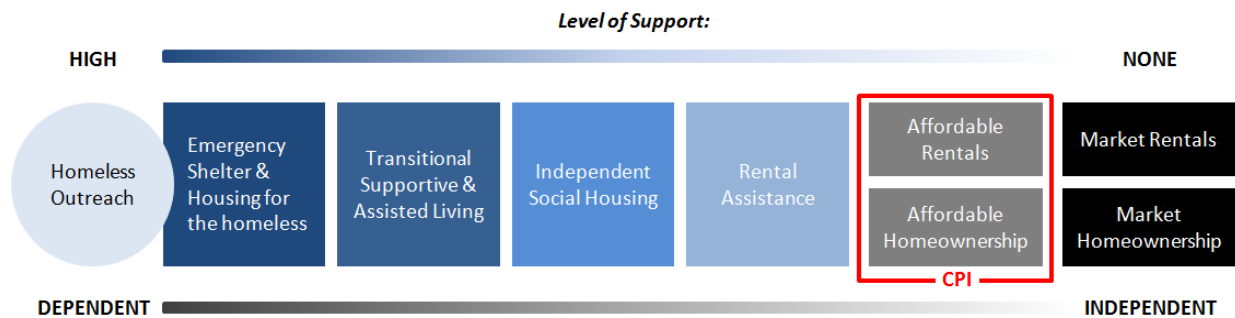 Level of Support:
HIGH
NONE
Homeless
Outreach
Emergency
Shelter &
Housing for
the homeless
Transitional
Supportive &
Assisted Living
Independent
Social Housing
Rental
Assistance
Affordable
Rentals
Affordable
Homeownership
CPI
Market Rentals
Market
Homeownership
DEPENDENT
INDEPENDENT